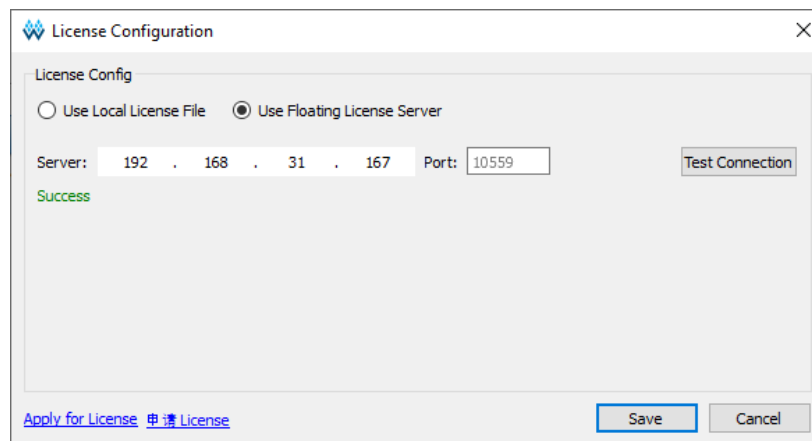 License Configuration
License Config
Use Local License File Use Floating License Server
Server: 192 . 168 . 31 . 167 Port: 10559 Test Connection
Success
Apply for License 申请 License Save Cancel